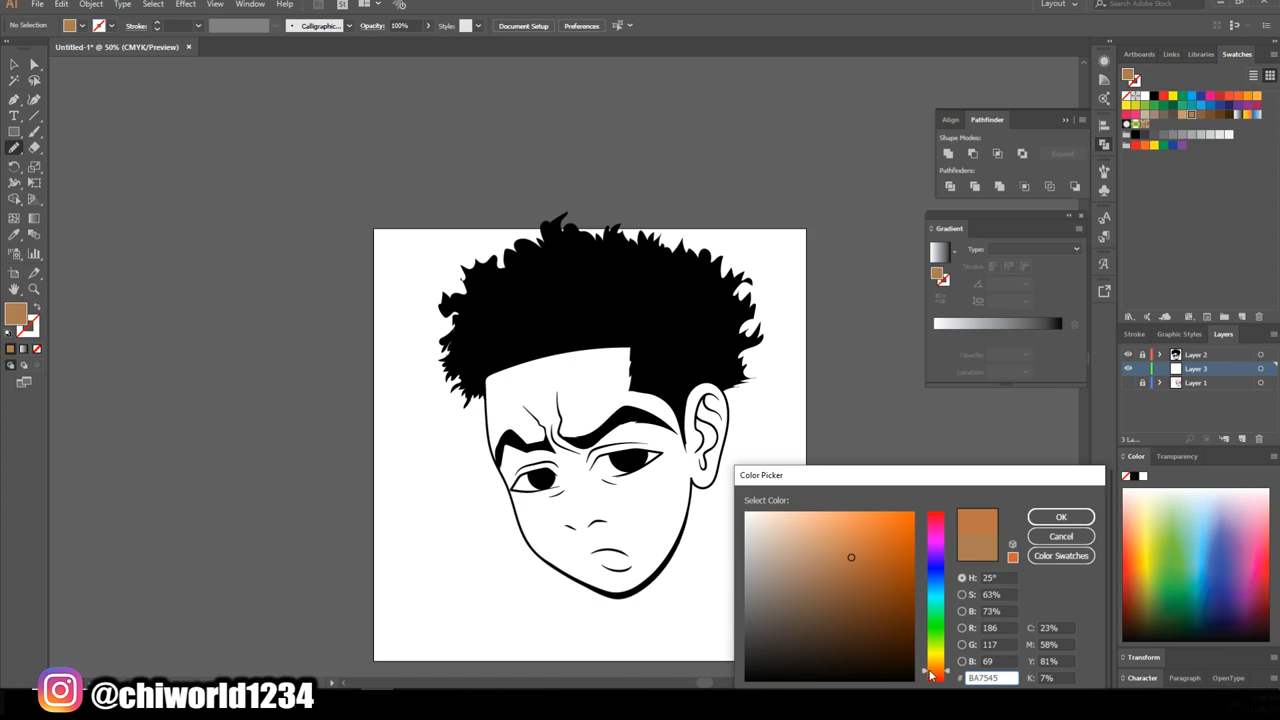 Ai File Edit Object Type Select Effect View Window Help Br St Layout Search Adobe Stock
No Selection Stroke: Calligraphic... Opacity: 100% Style: Document Setup Preferences
Untitled-1* @ 50% (CMYK/Preview) ×
Artboards Links Libraries Swatches
Align Pathfinder
Shape Modes:
Expand
Pathfinders:
Gradient
Type:
Stroke:
Opacity:
Location:
Stroke Graphic Styles Layers
Layer 2
Layer 3
Layer 1
3 La...
Color Transparency
Color Picker
Select Color:
OK
Cancel
Color Swatches
H: 25°
S: 63%
B: 73%
R: 186 C: 23%
G: 117 M: 58%
B: 69 Y: 81%
# BA7545 K: 7%
Transform
Character Paragraph OpenType
@chiworld1234